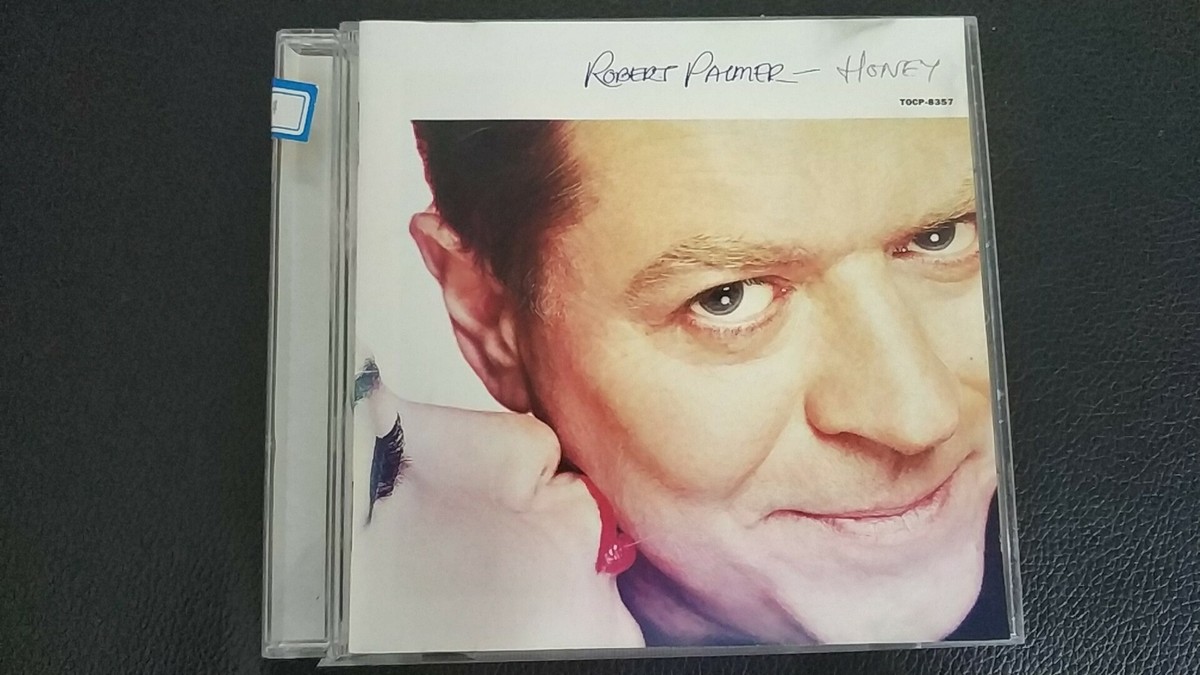 ROBERT PALMER — HONEY
TOCP-8357